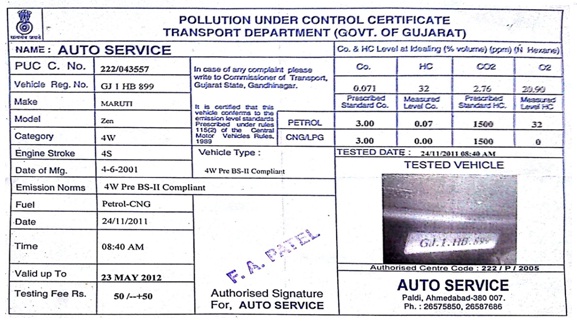 POLLUTION UNDER CONTROL CERTIFICATE
TRANSPORT DEPARTMENT (GOVT. OF GUJARAT)
NAME : AUTO SERVICE
PUC C. No. 222/043557
Vehicle Reg. No. GJ 1 HB 899
Make MARUTI
Model Zen
Category 4W
Engine Stroke 4S
Date of Mfg. 4-6-2001
Emission Norms 4W Pre BS-II Compliant
Fuel Petrol-CNG
Date 24/11/2011
Time 08:40 AM
Valid up To 23 MAY 2012
Testing Fee Rs. 50 /--+50
In case of any complaint please
write to Commissioner of Transport,
Gujarat State, Gandhinagar.
It is certified that this
vehicle conforms to the
emission level standards
Prescribed under rules
115(2) of the Central
Motor Vehicles Rules,
1989
PETROL
CNG/LPG
Vehicle Type :
4W Pre BS-II Compliant
F. A. PATEL
Authorised Signature
For, AUTO SERVICE
Co. & HC Level at Idealing (% volume) (ppm) (N Hexane)
Co. HC CO2 O2
0.071 32 2.76 20.90
Prescribed Standard Co. Measured Level Co. Prescribed Standard HC. Measured Level HC
3.00 0.07 1500 32
3.00 0.00 1500 0
TESTED DATE : 24/11/2011 08:40 AM
TESTED VEHICLE
GJ.1.HB 899
Authorised Centre Code : 222 / P / 2005
AUTO SERVICE
Paldi, Ahmedabad-380 007.
Ph. : 26575850, 26587686